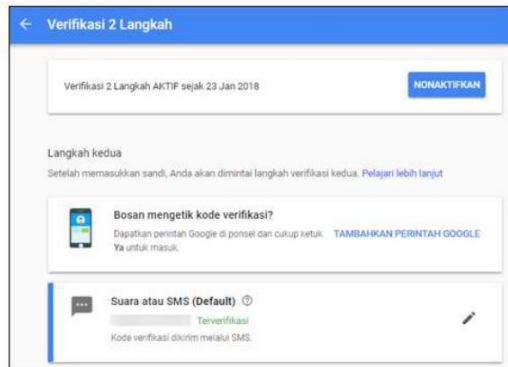 Verifikasi 2 Langkah
Verifikasi 2 Langkah AKTIF sejak 23 Jan 2018
NONAKTIFKAN
Langkah kedua
Setelah memasukkan sandi, Anda akan dimintai langkah verifikasi kedua. Pelajari lebih lanjut
Bosan mengetik kode verifikasi?
Dapatkan perintah Google di ponsel dan cukup ketuk
Ya untuk masuk.
TAMBAHKAN PERINTAH GOOGLE
Suara atau SMS (Default)
Terverifikasi
Kode verifikasi dikirim melalui SMS.